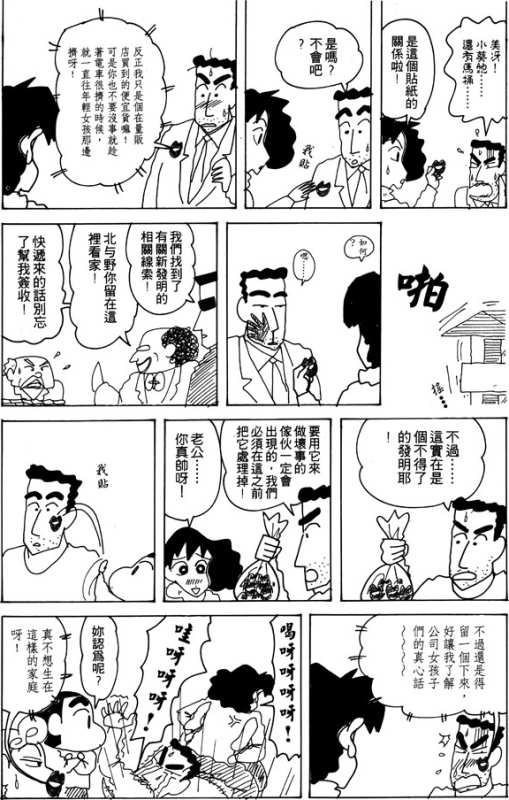 美冴！
小葵她……
還有馬桶……
是這個貼紙的
關係啦！
是嗎？
不會吧
？
我
貼
反正我只是個在量販
店買到的便宜貨嘛！
可是你也不要沒事就趁
著電車很擠的時候，
就一直往年輕女孩那邊
擠呀！
啪
搖……
如何
？
嗯…
我們找到了
有關新發明的
相關線索！
北与野你留在這
裡看家！
快遞來的話別忘
了幫我簽收！
不過……
這實在是
個不得了
的發明耶
！
要用它來
做壞事的
傢伙一定會
出現的，我們
必須在這之前
把它處理掉！
老公……
你真帥呀！
我
貼
不過還是得
留一個下來，
好讓我了解
公司女孩子
們的真心話
～～～～
喝呀呀呀呀！
哇呀呀呀！
妳認為呢？
真不想生在
這樣的家庭
呀！